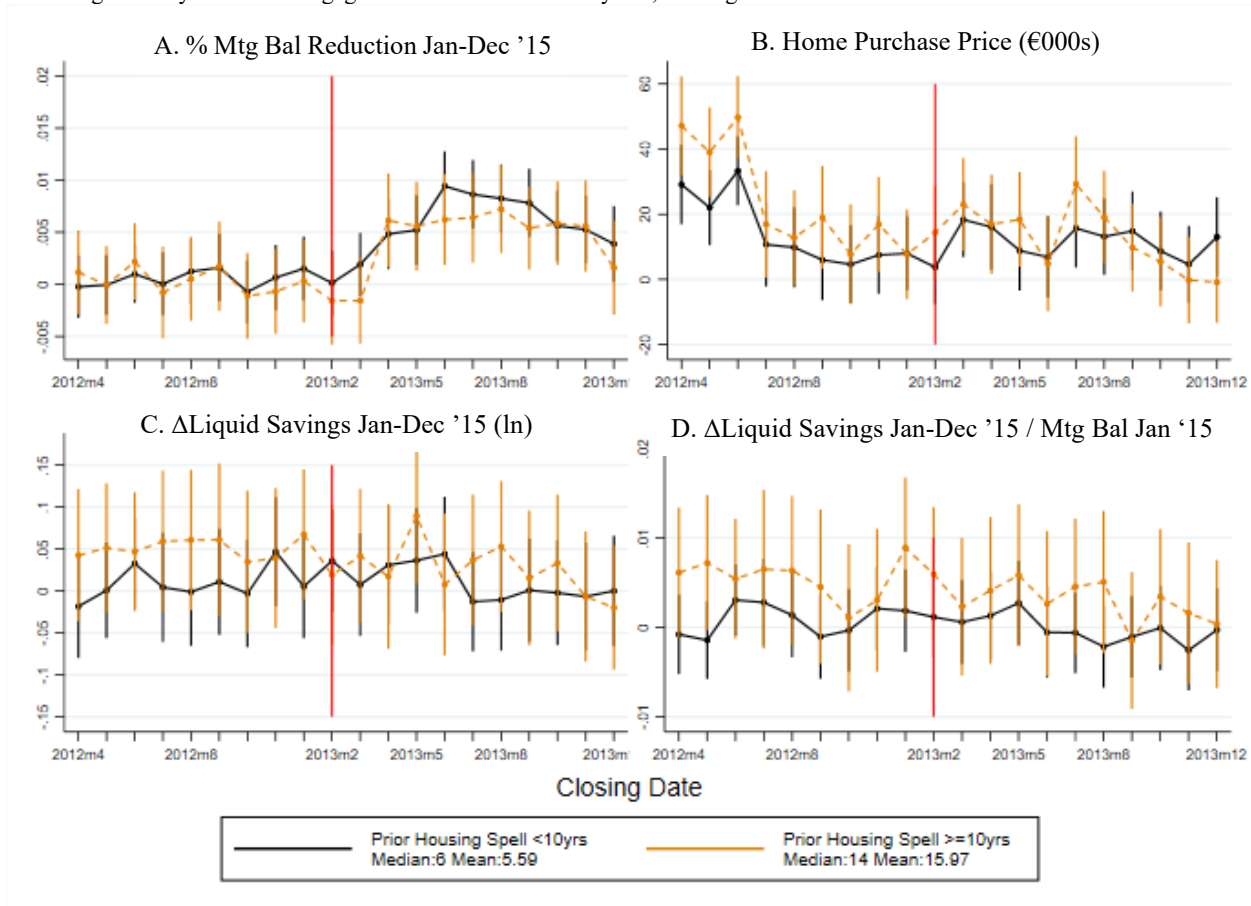 A. % Mtg Bal Reduction Jan-Dec ’15
.02
.015
.01
.005
0
-.005
2012m4 2012m8 2013m2 2013m5 2013m8 2013m
B. Home Purchase Price (€000s)
60
40
20
0
-20
2012m4 2012m8 2013m2 2013m5 2013m8 2013m12
C. ΔLiquid Savings Jan-Dec ’15 (ln)
.15
.1
.05
0
-.05
-.1
-.15
2012m4 2012m8 2013m2 2013m5 2013m8 2013m
D. ΔLiquid Savings Jan-Dec ’15 / Mtg Bal Jan ‘15
.02
.01
0
-.01
2012m4 2012m8 2013m2 2013m5 2013m8 2013m12
Closing Date
Prior Housing Spell <10yrs
Median:6 Mean:5.59
Prior Housing Spell >=10yrs
Median:14 Mean:15.97